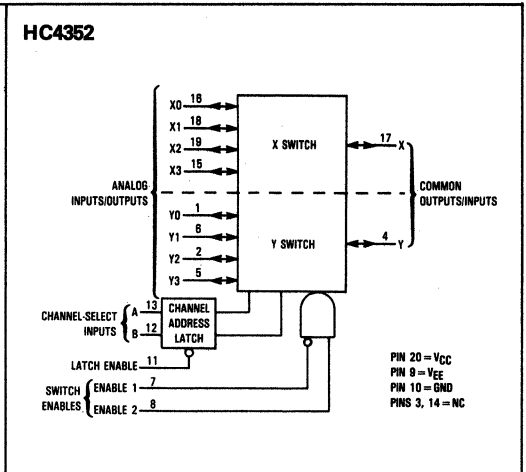 HC4352
X0 16
X1 18
X2 19
X3 15
X SWITCH
17 X
ANALOG
INPUTS/OUTPUTS
COMMON
OUTPUTS/INPUTS
Y0 1
Y1 6
Y2 2
Y3 5
Y SWITCH
4 Y
CHANNEL-SELECT
INPUTS
A 13
B 12
CHANNEL
ADDRESS
LATCH
LATCH ENABLE 11
SWITCH
ENABLES
ENABLE 1 7
ENABLE 2 8
PIN 20 = VCC
PIN 9 = VEE
PIN 10 = GND
PINS 3, 14 = NC